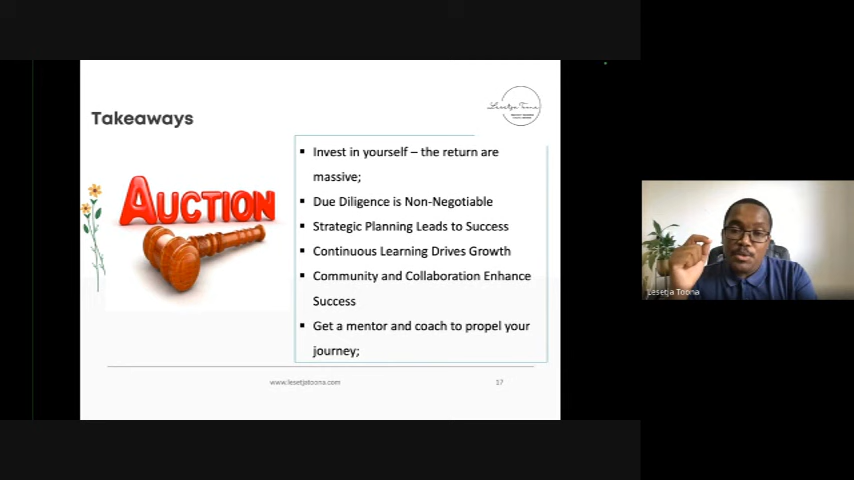 Takeaways
Lesetja Toona
AUCTION
▪ Invest in yourself – the return are
massive;
▪ Due Diligence is Non-Negotiable
▪ Strategic Planning Leads to Success
▪ Continuous Learning Drives Growth
▪ Community and Collaboration Enhance
Success
▪ Get a mentor and coach to propel your
journey;
www.lesetjatoona.com
17
Lesetja Toona